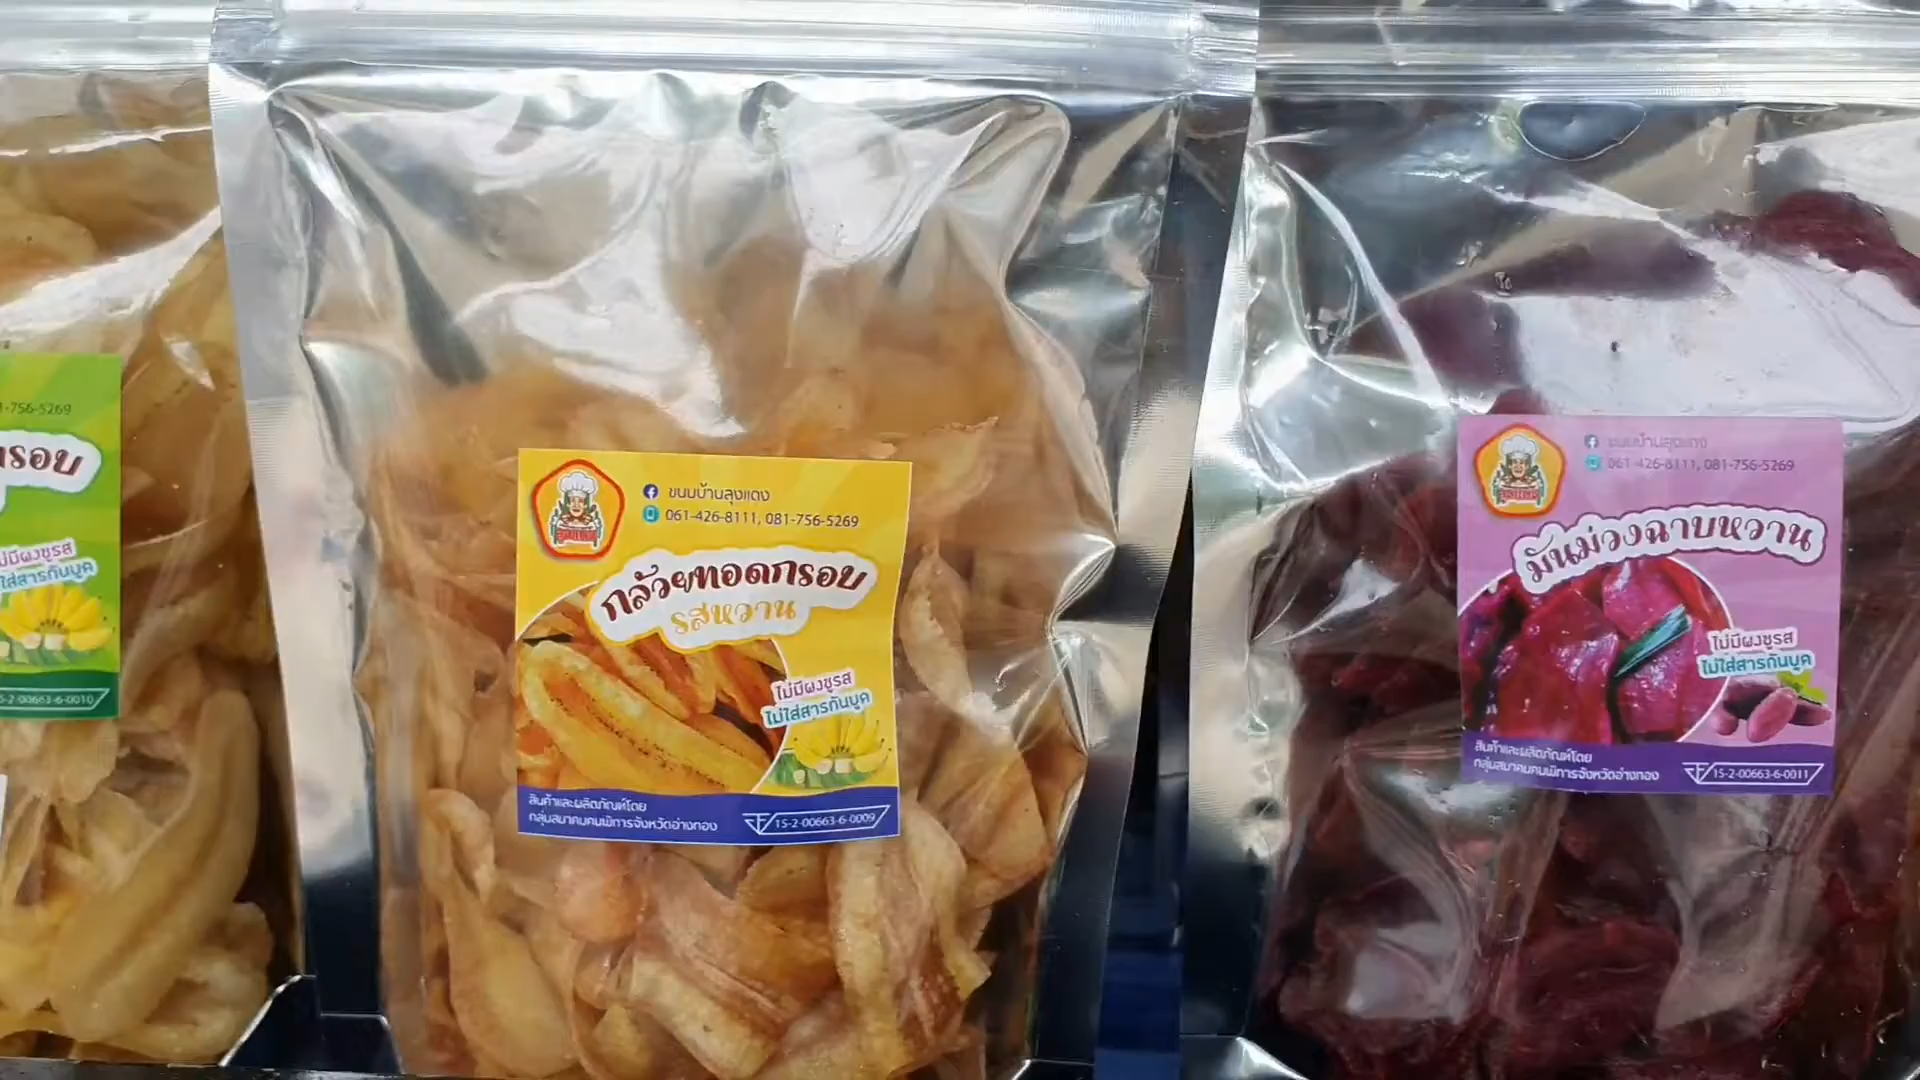 1-756-5269
กรอบ
ไม่มีผงชูรส
ไม่ใส่สารกันบูด
5-2-00663-6-0010
ขนมบ้านลุงแดง
061-426-8111, 081-756-5269
กล้วยทอดกรอบ
รสหวาน
ไม่มีผงชูรส
ไม่ใส่สารกันบูด
สินค้าและผลิตภัณฑ์โดย
กลุ่มสมาคมคนพิการจังหวัดอ่างทอง
15-2-00663-6-0009
ขนมบ้านลุงแดง
061-426-8111, 081-756-5269
มันม่วงฉาบหวาน
ไม่มีผงชูรส
ไม่ใส่สารกันบูด
สินค้าและผลิตภัณฑ์โดย
กลุ่มสมาคมคนพิการจังหวัดอ่างทอง
15-2-00663-6-0011